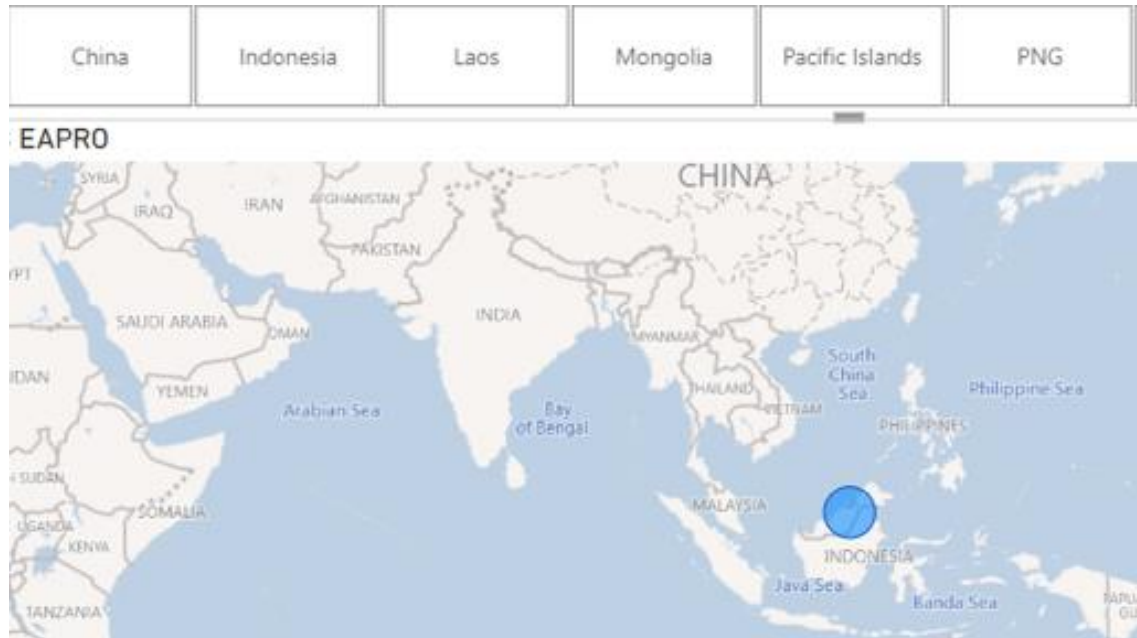 China
Indonesia
Laos
Mongolia
Pacific Islands
PNG
EAPRO
CHINA
SYRIA
IRAQ
IRAN
AFGHANISTAN
PAKISTAN
SAUDI ARABIA
OMAN
INDIA
MYANMAR
YEMEN
THAILAND
VIETNAM
South
China
Sea
Philippine Sea
Arabian Sea
Bay
of Bengal
PHILIPPINES
SOMALIA
MALAYSIA
UGANDA
KENYA
INDONESIA
Java Sea
Banda Sea
TANZANIA